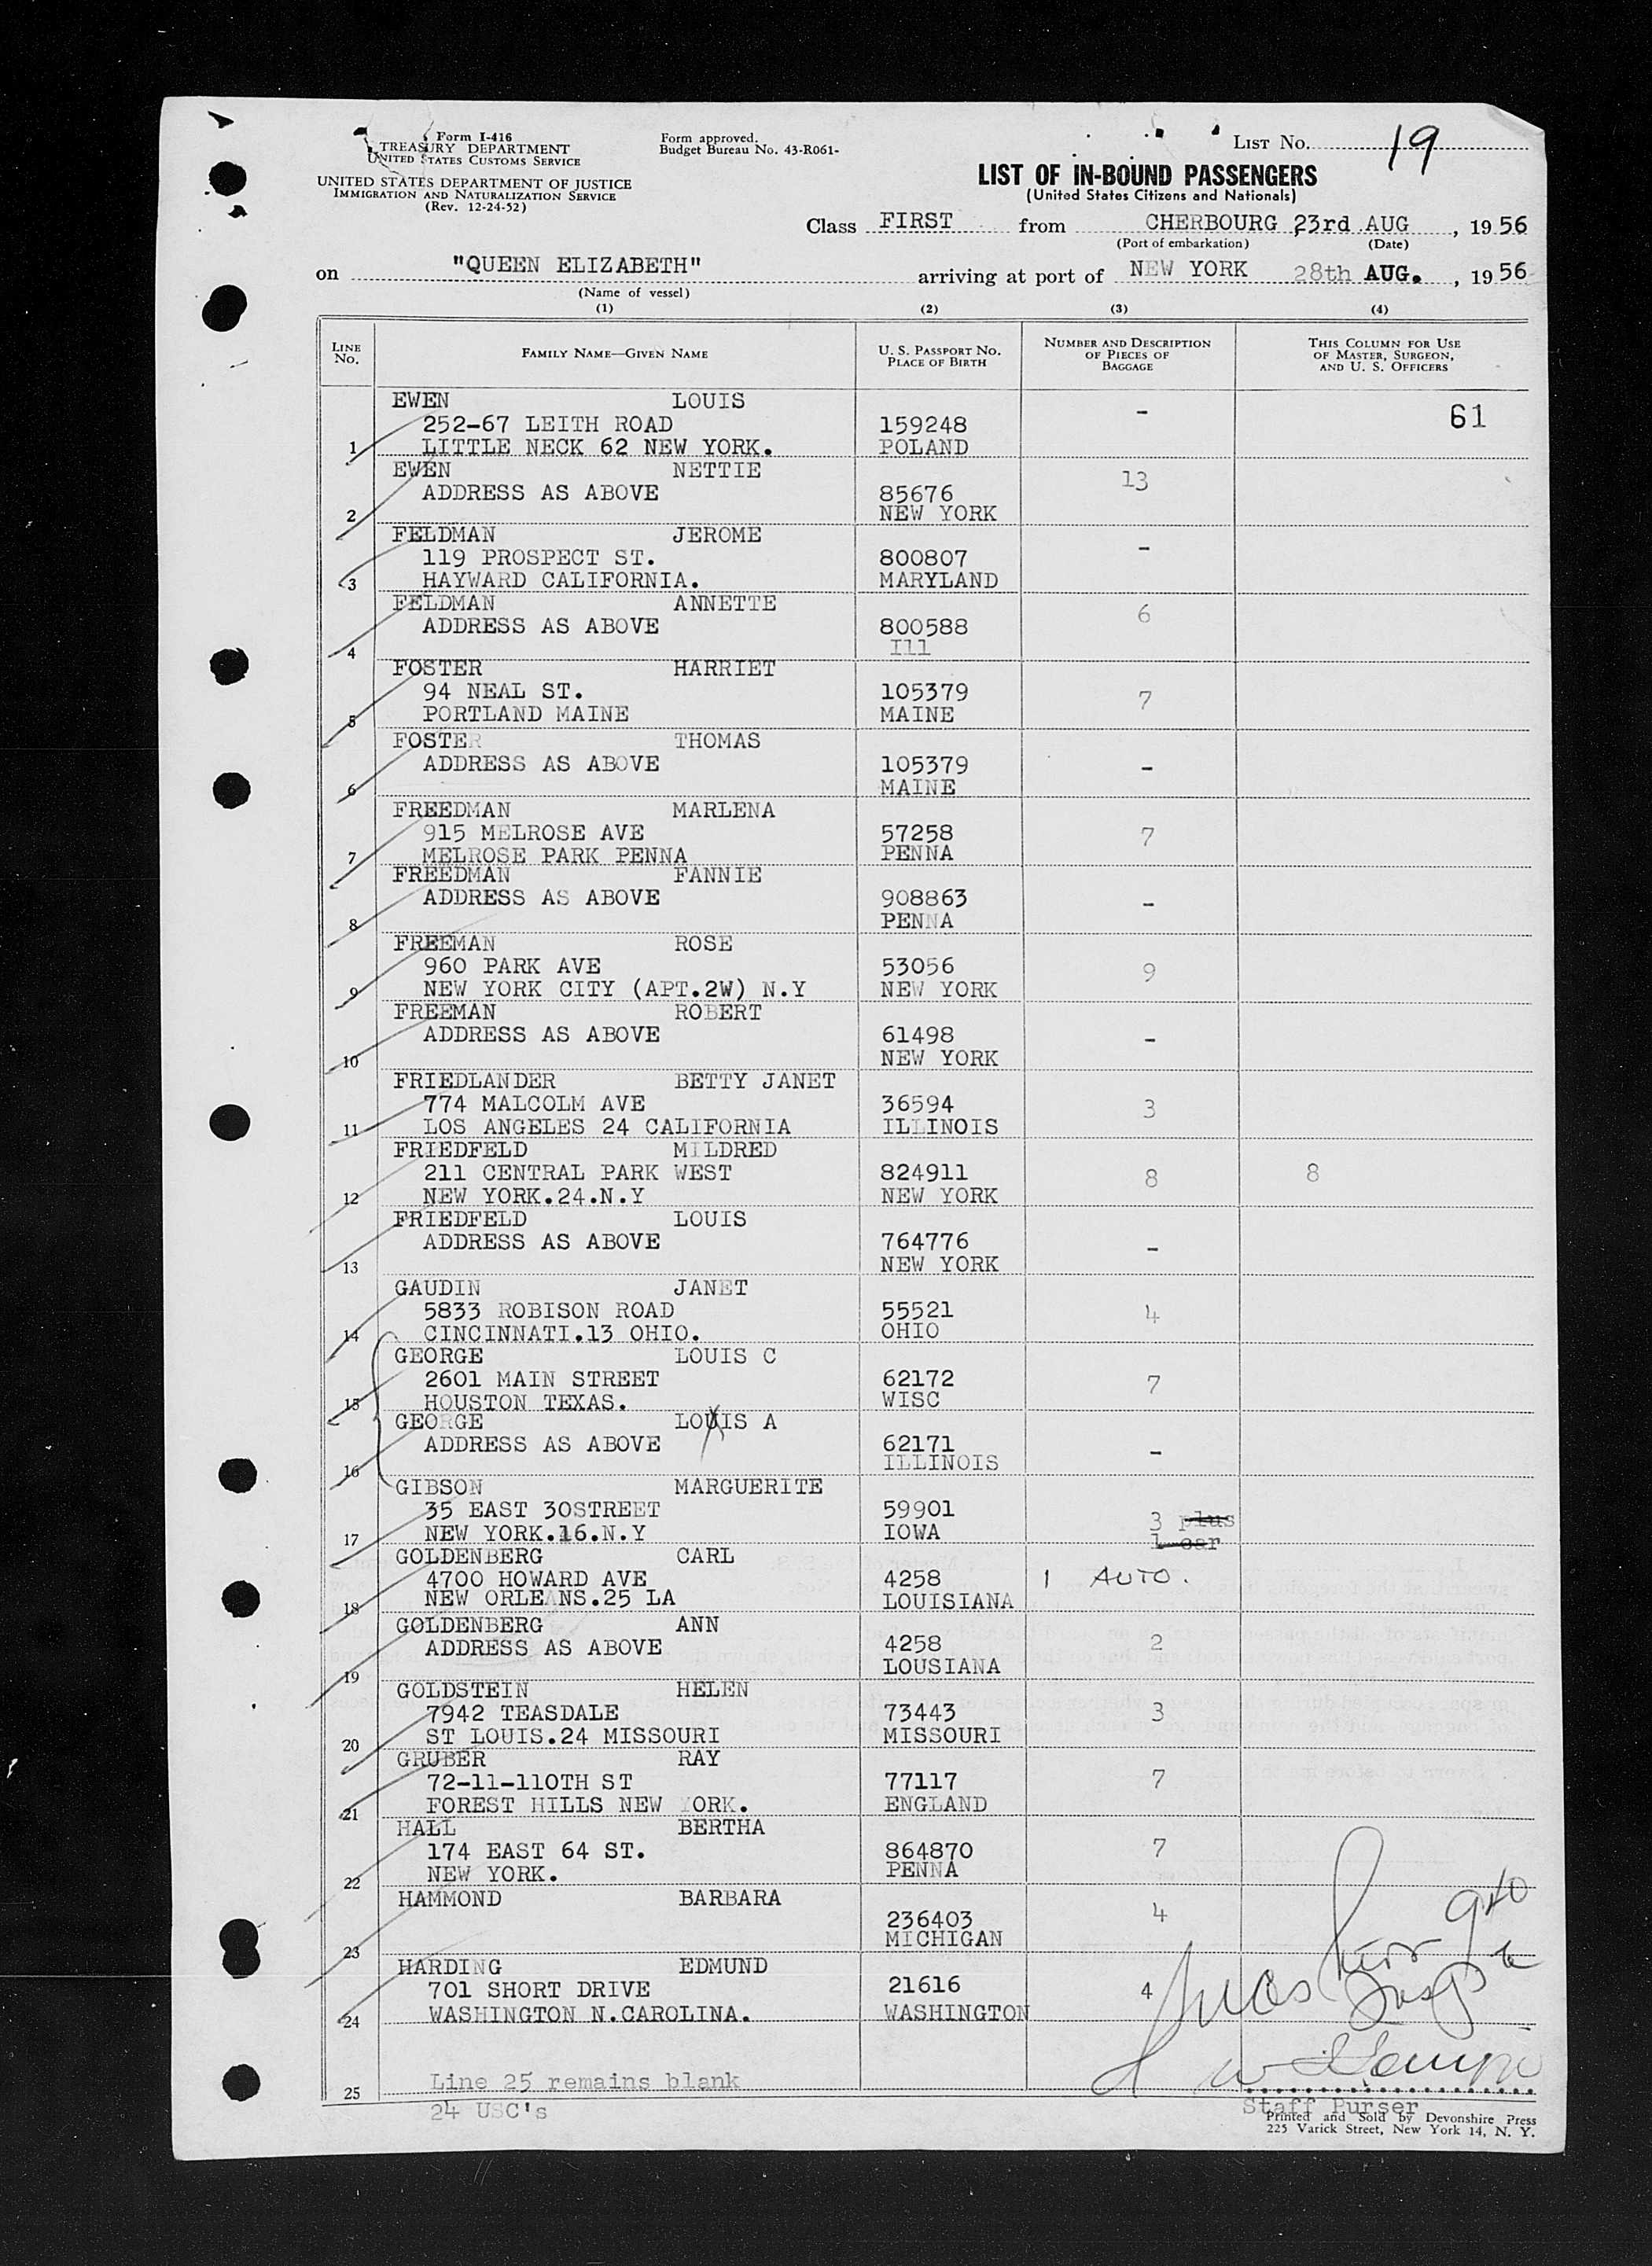 Form I-416
TREASURY DEPARTMENT
UNITED STATES CUSTOMS SERVICE
UNITED STATES DEPARTMENT OF JUSTICE
IMMIGRATION AND NATURALIZATION SERVICE
(Rev. 12-24-52)
Form approved.
Budget Bureau No. 43-R061-
LIST No. 19
LIST OF IN-BOUND PASSENGERS
(United States Citizens and Nationals)
Class FIRST from CHERBOURG 23rd AUG, 1956
(Port of embarkation) (Date)
on "QUEEN ELIZABETH" arriving at port of NEW YORK 28th AUG., 1956
(Name of vessel)
(1) (2) (3) (4)
LINE No. FAMILY NAME—GIVEN NAME U. S. PASSPORT No. PLACE OF BIRTH NUMBER AND DESCRIPTION OF PIECES OF BAGGAGE THIS COLUMN FOR USE OF MASTER, SURGEON, AND U. S. OFFICERS
EWEN LOUIS - 61
252-67 LEITH ROAD 159248
1 LITTLE NECK 62 NEW YORK. POLAND
EWEN NETTIE 13
ADDRESS AS ABOVE 85676
2 NEW YORK
FELDMAN JEROME -
119 PROSPECT ST. 800807
3 HAYWARD CALIFORNIA. MARYLAND
FELDMAN ANNETTE 6
ADDRESS AS ABOVE 800588
4 Ill
FOSTER HARRIET
94 NEAL ST. 105379 7
5 PORTLAND MAINE MAINE
FOSTER THOMAS
ADDRESS AS ABOVE 105379 -
6 MAINE
FREEDMAN MARLENA
915 MELROSE AVE 57258 7
7 MELROSE PARK PENNA PENNA
FREEDMAN FANNIE
ADDRESS AS ABOVE 908863 -
8 PENNA
FREEMAN ROSE
960 PARK AVE 53056 9
9 NEW YORK CITY (APT.2W) N.Y NEW YORK
FREEMAN ROBERT
ADDRESS AS ABOVE 61498 -
10 NEW YORK
FRIEDLANDER BETTY JANET
774 MALCOLM AVE 36594 3
11 LOS ANGELES 24 CALIFORNIA ILLINOIS
FRIEDFELD MILDRED
211 CENTRAL PARK WEST 824911 8 8
12 NEW YORK.24.N.Y NEW YORK
FRIEDFELD LOUIS
ADDRESS AS ABOVE 764776 -
13 NEW YORK
GAUDIN JANET
5833 ROBISON ROAD 55521 4
14 CINCINNATI.13 OHIO. OHIO
GEORGE LOUIS C
2601 MAIN STREET 62172 7
15 HOUSTON TEXAS. WISC
GEORGE LOUIS A
ADDRESS AS ABOVE 62171 -
16 ILLINOIS
GIBSON MARGUERITE
35 EAST 30STREET 59901 3 plus
17 NEW YORK.16.N.Y IOWA 1 car
GOLDENBERG CARL
4700 HOWARD AVE 4258 1 AUTO.
18 NEW ORLEANS.25 LA LOUISIANA
GOLDENBERG ANN
ADDRESS AS ABOVE 4258 2
19 LOUSIANA
GOLDSTEIN HELEN
7942 TEASDALE 73443 3
20 ST LOUIS.24 MISSOURI MISSOURI
GRUBER RAY
72-11-110TH ST 77117 7
21 FOREST HILLS NEW YORK. ENGLAND
HALL BERTHA
174 EAST 64 ST. 864870 7
22 NEW YORK. PENNA
HAMMOND BARBARA
236403 4
23 MICHIGAN
HARDING EDMUND
701 SHORT DRIVE 21616 4
24 WASHINGTON N.CAROLINA. WASHINGTON
25 Line 25 remains blank
24 USC's
Staff Purser
Printed and Sold by Devonshire Press
225 Varick Street, New York 14, N. Y.